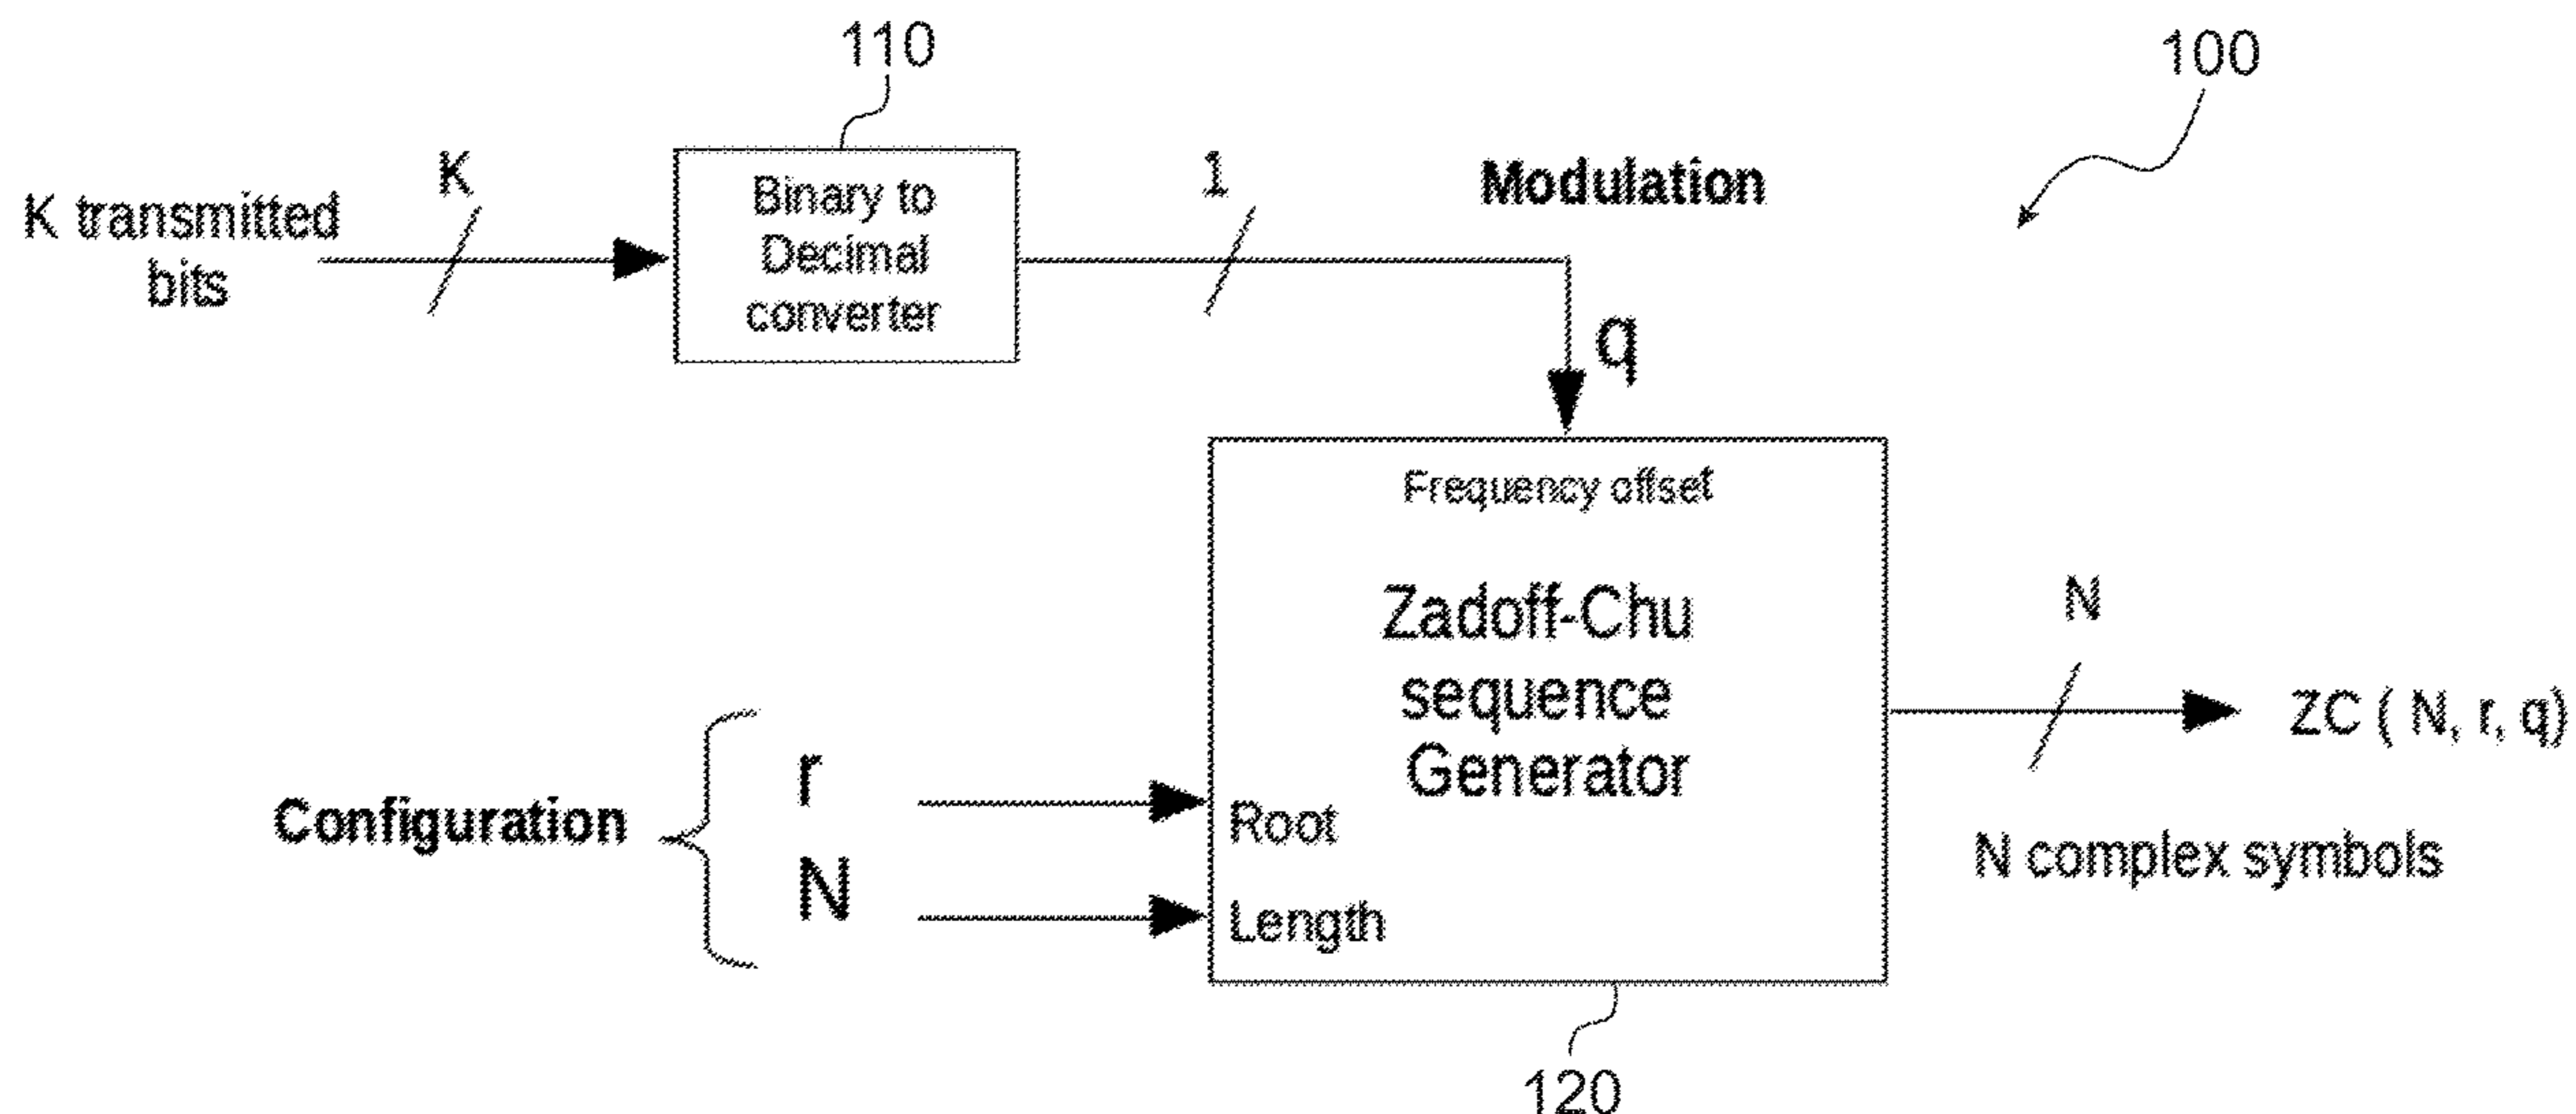 110
100
K
1
Modulation
K transmitted
bits
Binary to
Decimal
converter
q
Frequency offset
Zadoff-Chu
sequence
Generator
N
ZC ( N, r, q)
N complex symbols
Configuration
r
N
Root
Length
120